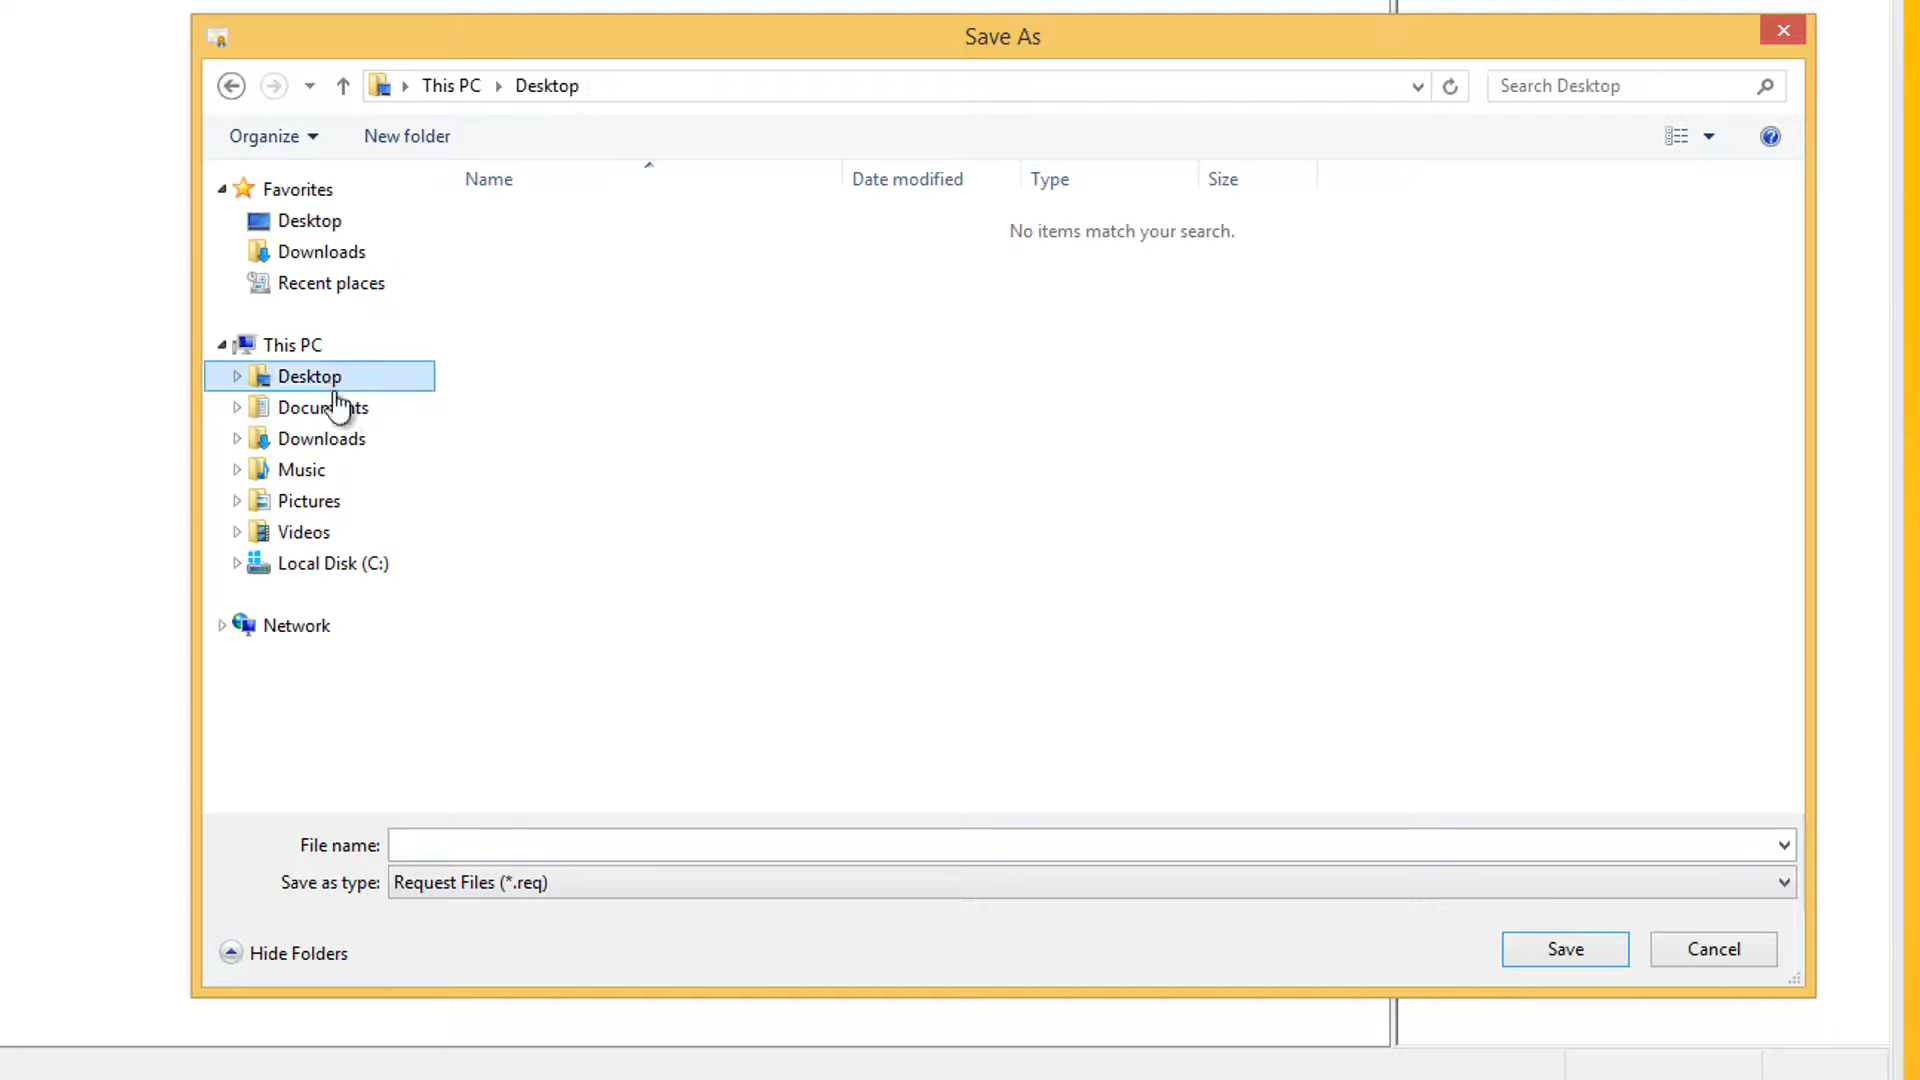 Save As
This PC
Desktop
Search Desktop
Organize
New folder
Name
Date modified
Type
Size
No items match your search.
Favorites
Desktop
Downloads
Recent places
This PC
Desktop
Documents
Downloads
Music
Pictures
Videos
Local Disk (C:)
Network
File name:
Save as type: Request Files (*.req)
Hide Folders
Save
Cancel